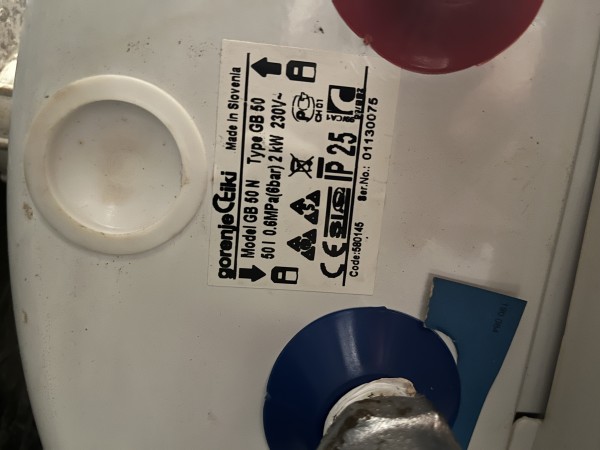 gorenje Tiki Made in Slovenia
Model GB 50 N Type GB 50
50 l 0.6MPa(6bar) 2 kW 230V~
IP 25
Code:580145 Ser.No.: 01130075